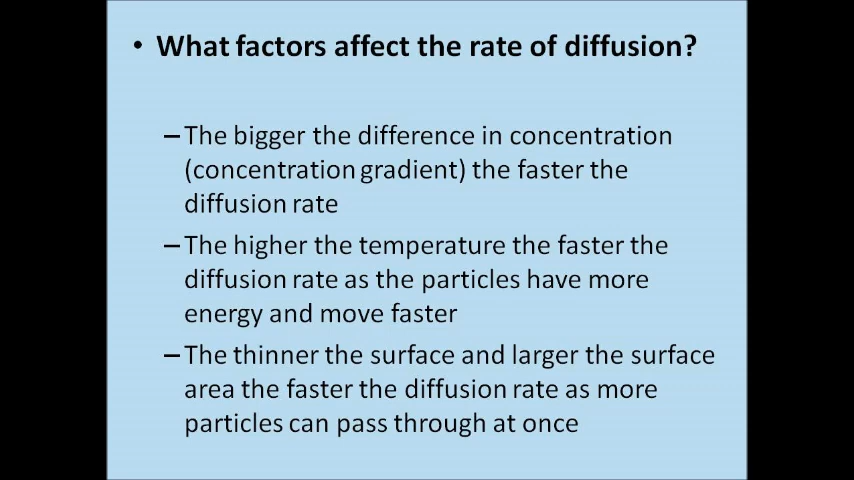 • What factors affect the rate of diffusion?
–The bigger the difference in concentration
(concentration gradient) the faster the
diffusion rate
–The higher the temperature the faster the
diffusion rate as the particles have more
energy and move faster
–The thinner the surface and larger the surface
area the faster the diffusion rate as more
particles can pass through at once